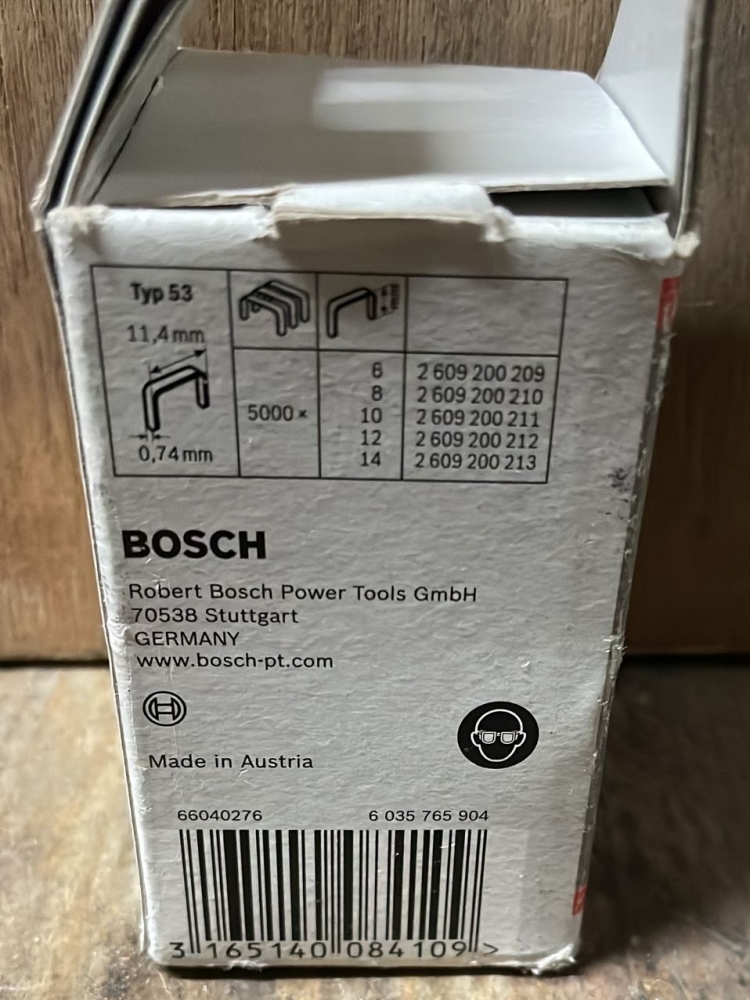 Typ 53
11,4 mm
0,74 mm
5000 x
6 2 609 200 209
8 2 609 200 210
10 2 609 200 211
12 2 609 200 212
14 2 609 200 213
BOSCH
Robert Bosch Power Tools GmbH
70538 Stuttgart
GERMANY
www.bosch-pt.com
Made in Austria
66040276 6 035 765 904
3 165140 084109 >